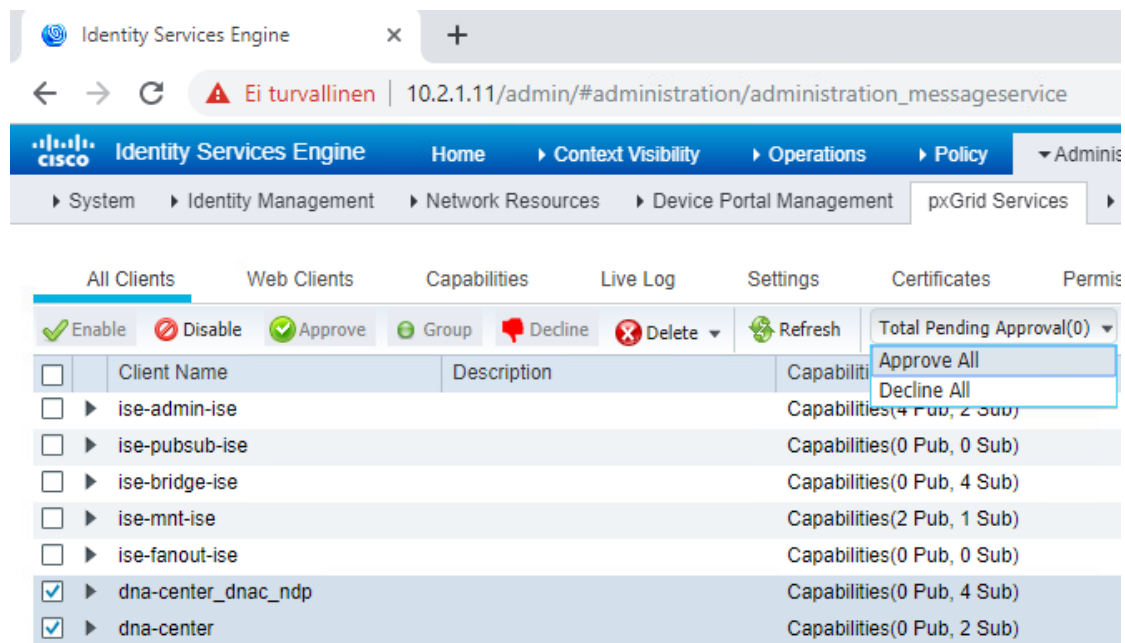 Identity Services Engine
Ei turvallinen | 10.2.1.11/admin/#administration/administration_messageservice
CISCO Identity Services Engine Home Context Visibility Operations Policy Adminis
System Identity Management Network Resources Device Portal Management pxGrid Services
All Clients Web Clients Capabilities Live Log Settings Certificates Permis
Enable Disable Approve Group Decline Delete Refresh Total Pending Approval(0)
Approve All
Decline All
Client Name Description Capabiliti
ise-admin-ise Capabilities(4 Pub, 2 Sub)
ise-pubsub-ise Capabilities(0 Pub, 0 Sub)
ise-bridge-ise Capabilities(0 Pub, 4 Sub)
ise-mnt-ise Capabilities(2 Pub, 1 Sub)
ise-fanout-ise Capabilities(0 Pub, 0 Sub)
dna-center_dnac_ndp Capabilities(0 Pub, 4 Sub)
dna-center Capabilities(0 Pub, 2 Sub)